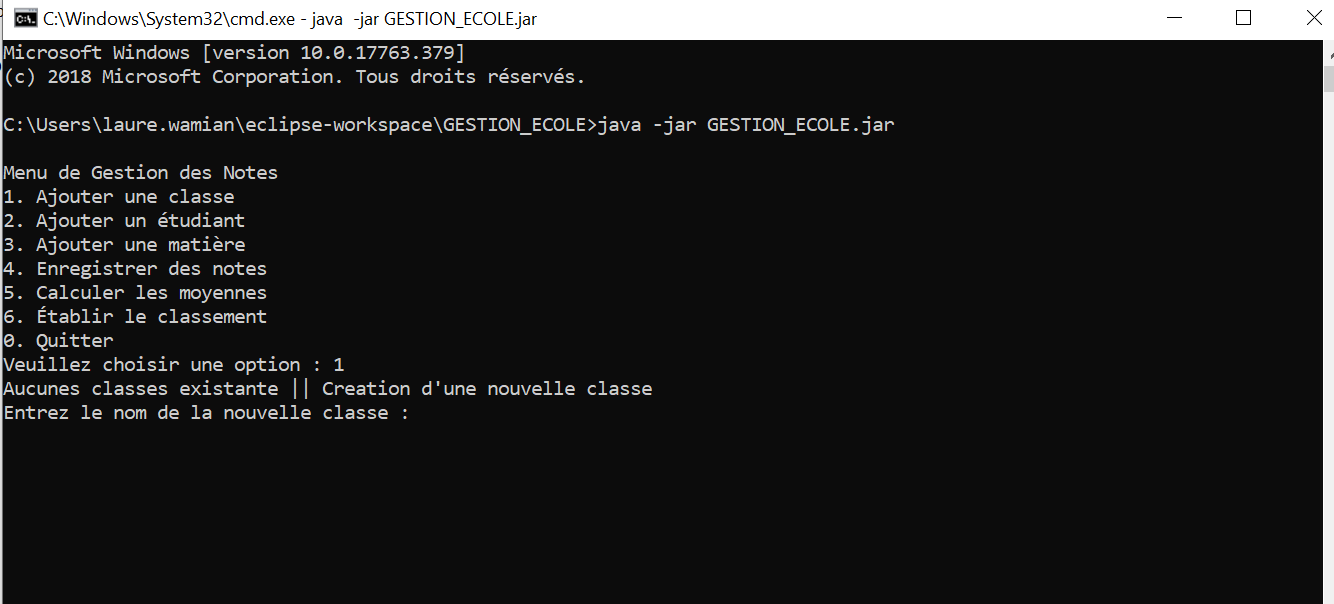 C:\Windows\System32\cmd.exe - java  -jar GESTION_ECOLE.jar
Microsoft Windows [version 10.0.17763.379]
(c) 2018 Microsoft Corporation. Tous droits réservés.
C:\Users\laure.wamian\eclipse-workspace\GESTION_ECOLE>java -jar GESTION_ECOLE.jar
Menu de Gestion des Notes
1. Ajouter une classe
2. Ajouter un étudiant
3. Ajouter une matière
4. Enregistrer des notes
5. Calculer les moyennes
6. Établir le classement
0. Quitter
Veuillez choisir une option : 1
Aucunes classes existante || Creation d'une nouvelle classe
Entrez le nom de la nouvelle classe :